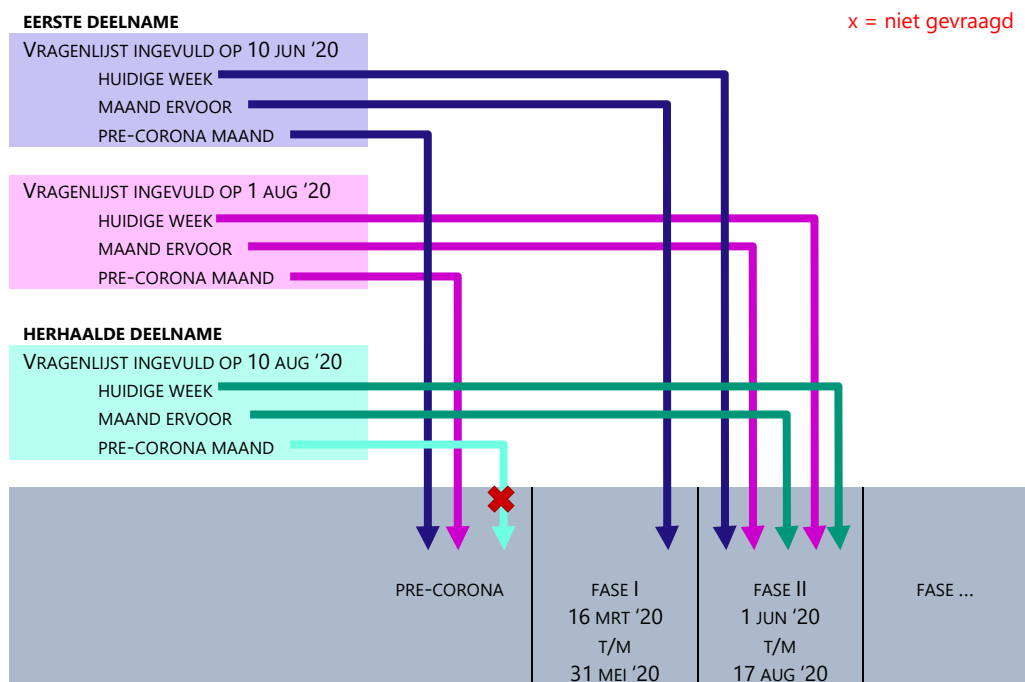 EERSTE DEELNAME
x = niet gevraagd
VRAGENLIJST INGEVULD OP 10 JUN '20
HUIDIGE WEEK
MAAND ERVOOR
PRE-CORONA MAAND
VRAGENLIJST INGEVULD OP 1 AUG '20
HUIDIGE WEEK
MAAND ERVOOR
PRE-CORONA MAAND
HERHAALDE DEELNAME
VRAGENLIJST INGEVULD OP 10 AUG '20
HUIDIGE WEEK
MAAND ERVOOR
PRE-CORONA MAAND
PRE-CORONA
FASE I
16 MRT '20
T/M
31 MEI '20
FASE II
1 JUN '20
T/M
17 AUG '20
FASE ...